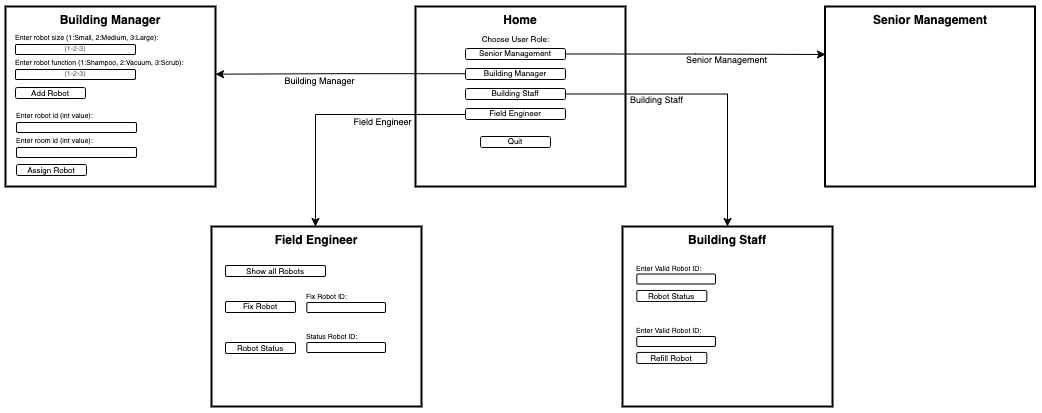 Building Manager
Enter robot size (1:Small, 2:Medium, 3:Large):
(1-2-3)
Enter robot function (1:Shampoo, 2:Vacuum, 3:Scrub):
(1-2-3)
Add Robot
Enter robot id (int value):
Enter room id (int value):
Assign Robot
Building Manager
Field Engineer
Home
Choose User Role:
Senior Management
Building Manager
Building Staff
Field Engineer
Quit
Senior Management
Building Staff
Senior Management
Field Engineer
Show all Robots
Fix Robot ID:
Fix Robot
Status Robot ID:
Robot Status
Building Staff
Enter Valid Robot ID:
Robot Status
Enter Valid Robot ID:
Refill Robot